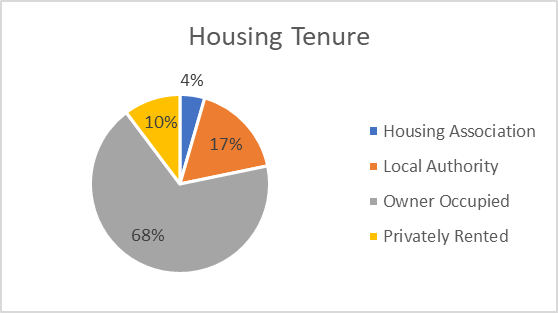 Housing Tenure
4%
10%
17%
68%
Housing Association
Local Authority
Owner Occupied
Privately Rented